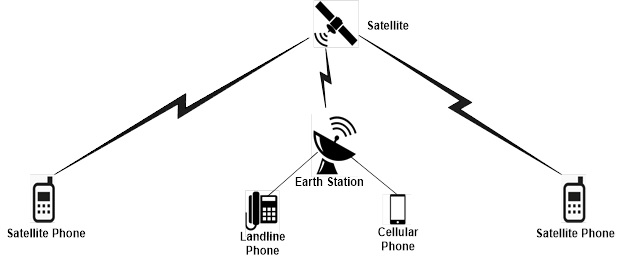 Satellite
Earth Station
Satellite Phone
Landline
Phone
Cellular
Phone
Satellite Phone